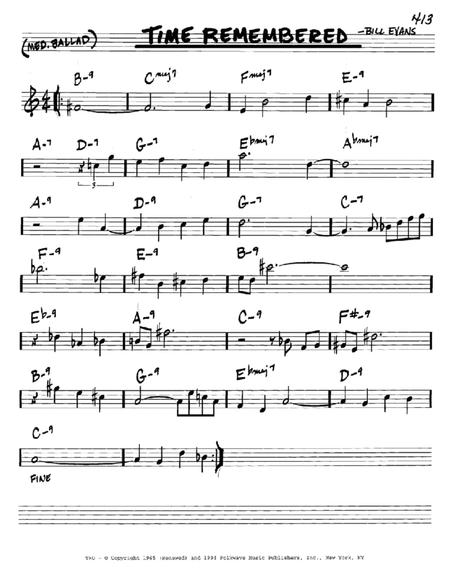 413
(MED. BALLAD) TIME REMEMBERED -BILL EVANS
B-9 Cmaj7 Fmaj7 E-9
A-7 D-7 G-7 Ebmaj7 Abmaj7
3
A-9 D-9 G-7 C-7
F-9 E-9 B-9
Eb-9 A-9 C-9 F#-9
B-9 G-9 Ebmaj7 D-9
C-9
FINE
TRO - © Copyright 1965 (Renewed) and 1994 Folkways Music Publishers, Inc., New York, NY